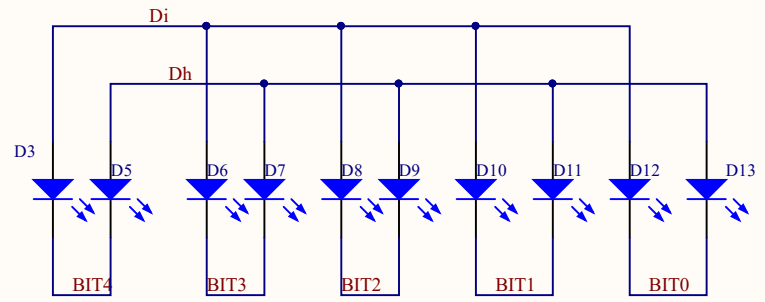 Di
Dh
D3
D5 D6 D7 D8 D9 D10 D11 D12 D13
BIT4 BIT3 BIT2 BIT1 BIT0